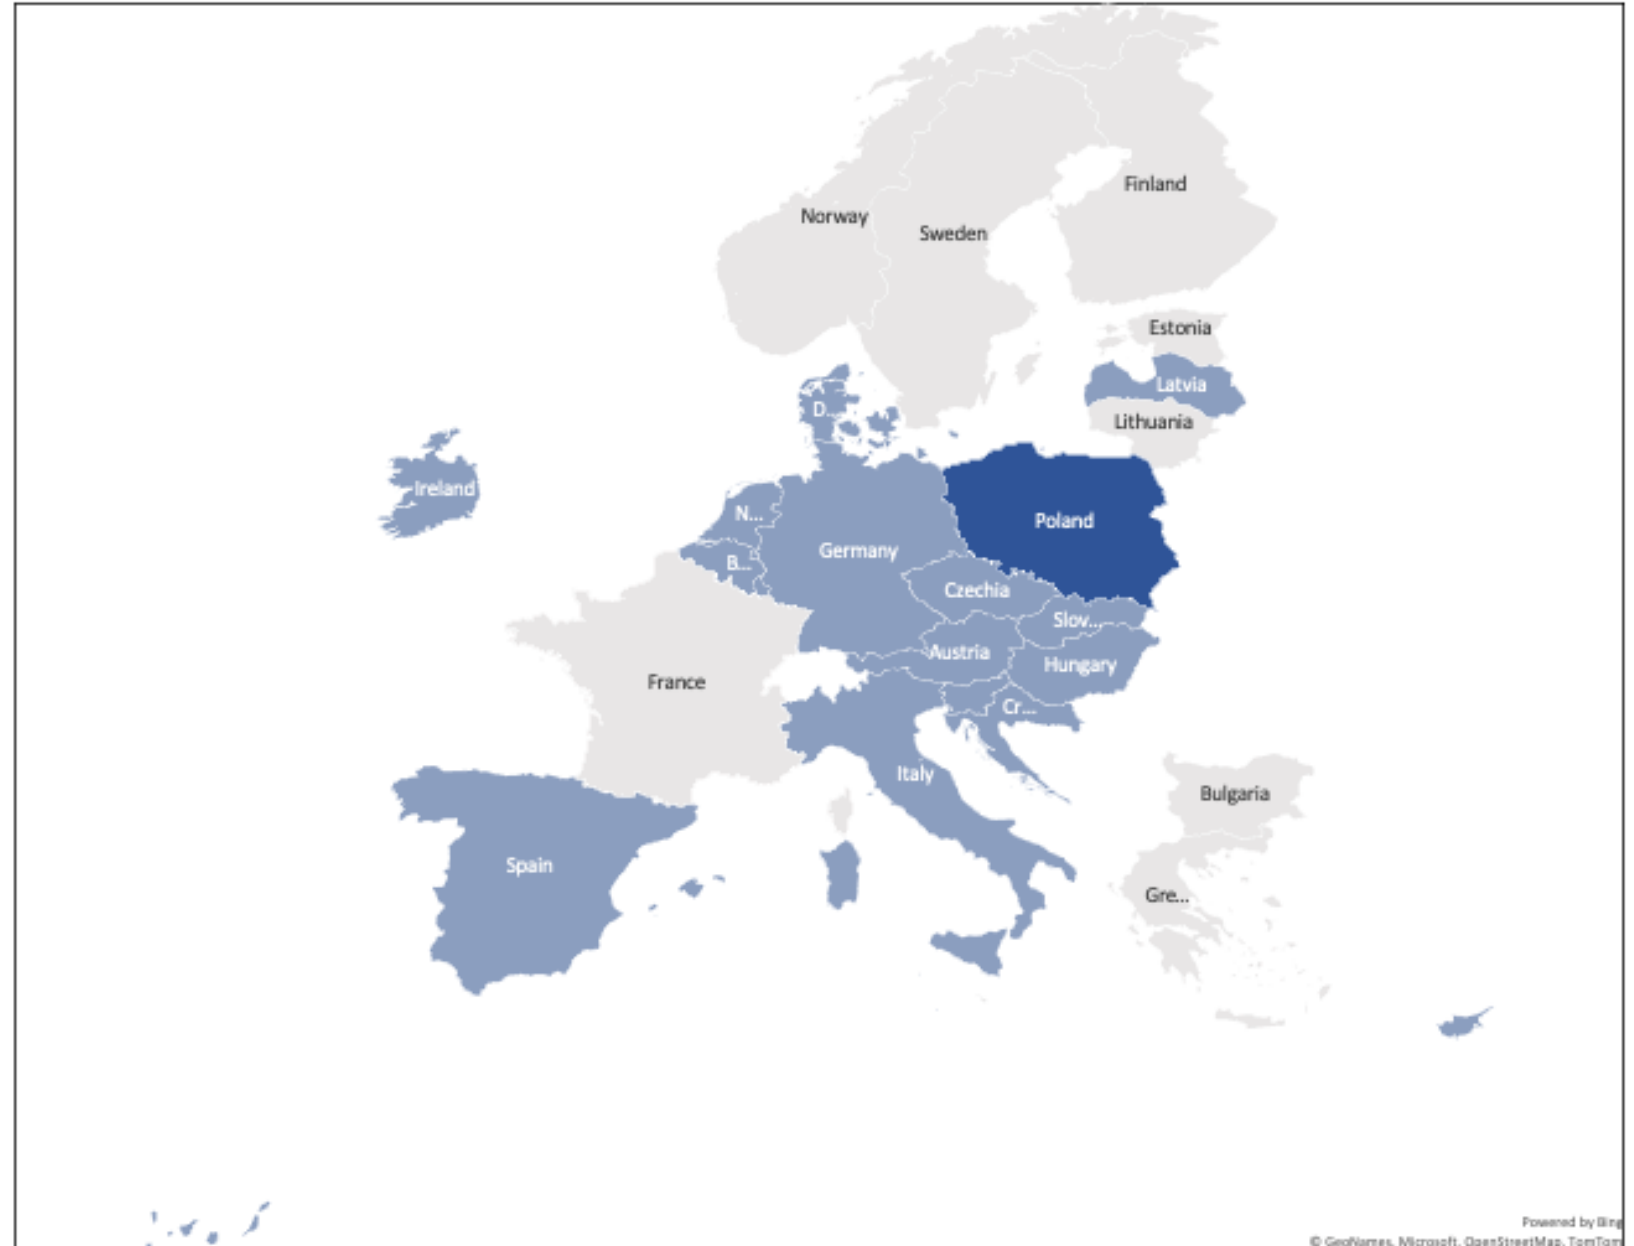 Finland
Norway
Sweden
Estonia
Latvia
D...
Lithuania
Ireland
N...
Poland
Germany
B...
Czechia
Slov...
Austria
Hungary
France
Cr...
Italy
Bulgaria
Spain
Gre...
Powered by Bing
© GeoNames, Microsoft, OpenStreetMap, TomTom